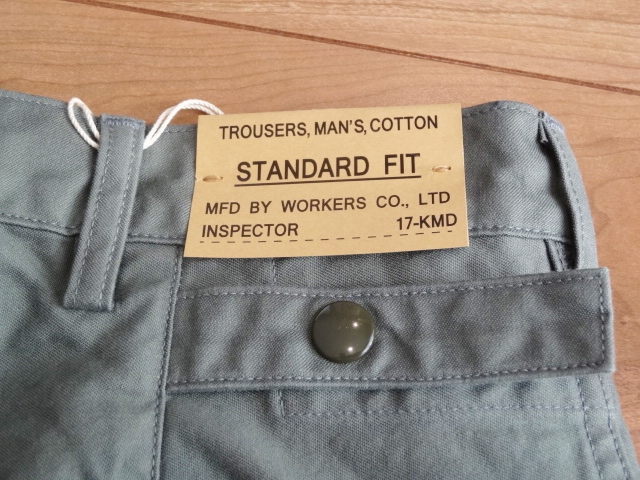 TROUSERS, MAN'S, COTTON
STANDARD FIT
MFD BY WORKERS CO., LTD
INSPECTOR 17-KMD